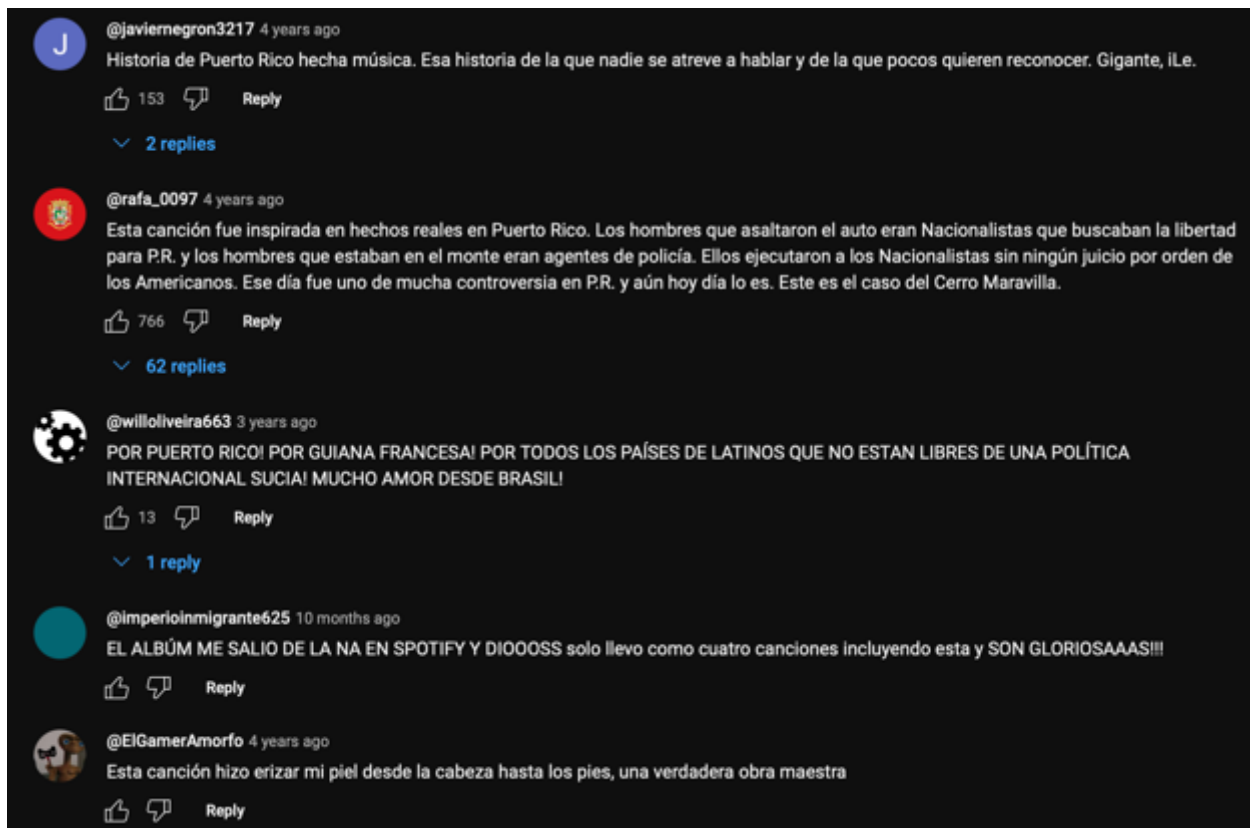 J
@javiernegron3217 4 years ago
Historia de Puerto Rico hecha música. Esa historia de la que nadie se atreve a hablar y de la que pocos quieren reconocer. Gigante, iLe.
153 Reply
2 replies
@rafa_0097 4 years ago
Esta canción fue inspirada en hechos reales en Puerto Rico. Los hombres que asaltaron el auto eran Nacionalistas que buscaban la libertad
para P.R. y los hombres que estaban en el monte eran agentes de policía. Ellos ejecutaron a los Nacionalistas sin ningún juicio por orden de
los Americanos. Ese día fue uno de mucha controversia en P.R. y aún hoy día lo es. Este es el caso del Cerro Maravilla.
766 Reply
62 replies
@willoliveira663 3 years ago
POR PUERTO RICO! POR GUIANA FRANCESA! POR TODOS LOS PAÍSES DE LATINOS QUE NO ESTAN LIBRES DE UNA POLÍTICA
INTERNACIONAL SUCIA! MUCHO AMOR DESDE BRASIL!
13 Reply
1 reply
@imperioinmigrante625 10 months ago
EL ALBÚM ME SALIO DE LA NA EN SPOTIFY Y DIOOOSS solo llevo como cuatro canciones incluyendo esta y SON GLORIOSAAAS!!!
Reply
@ElGamerAmorfo 4 years ago
Esta canción hizo erizar mi piel desde la cabeza hasta los pies, una verdadera obra maestra
Reply